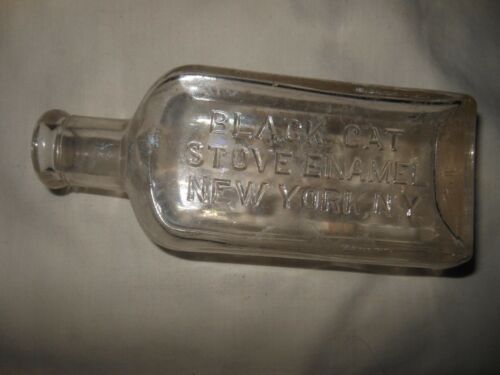 BLACK CAT
STOVE ENAMEL
NEW YORK, N.Y